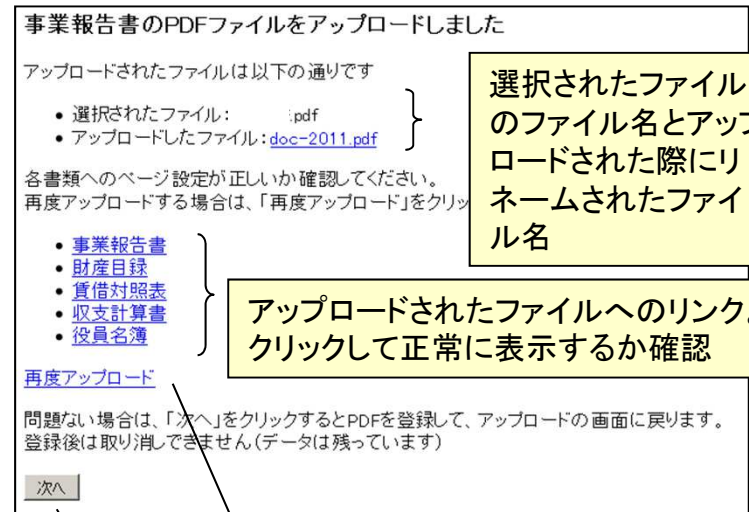 事業報告書のPDFファイルをアップロードしました
アップロードされたファイルは以下の通りです
選択されたファイル: .pdf
アップロードしたファイル:doc-2011.pdf
選択されたファイル
のファイル名とアップ
ロードされた際にリ
ネームされたファイ
ル名
各書類へのページ設定が正しいか確認してください。
再度アップロードする場合は、「再度アップロード」をクリッ
事業報告書
財産目録
賃借対照表
収支計算書
役員名簿
アップロードされたファイルへのリンク。
クリックして正常に表示するか確認
再度アップロード
問題ない場合は、「次へ」をクリックするとPDFを登録して、アップロードの画面に戻ります。
登録後は取り消しできません(データは残っています)
次へ